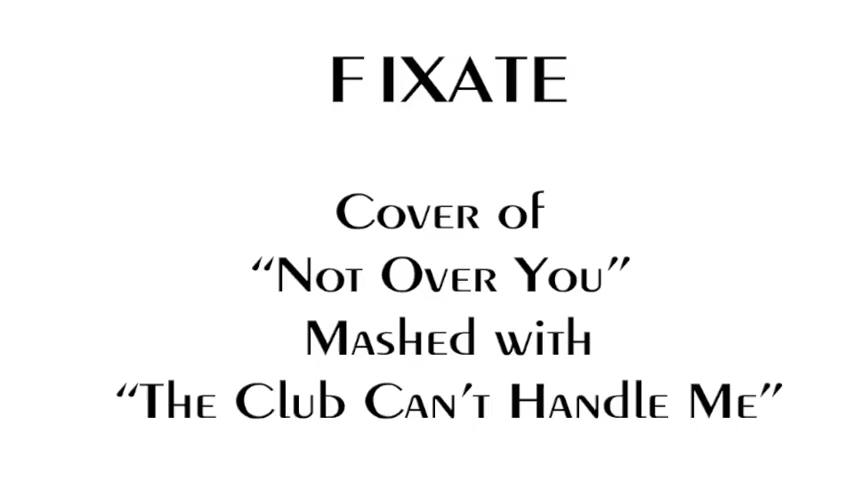 FIXATE
Cover of
“Not Over You”
Mashed with
“The Club Can’t Handle Me”